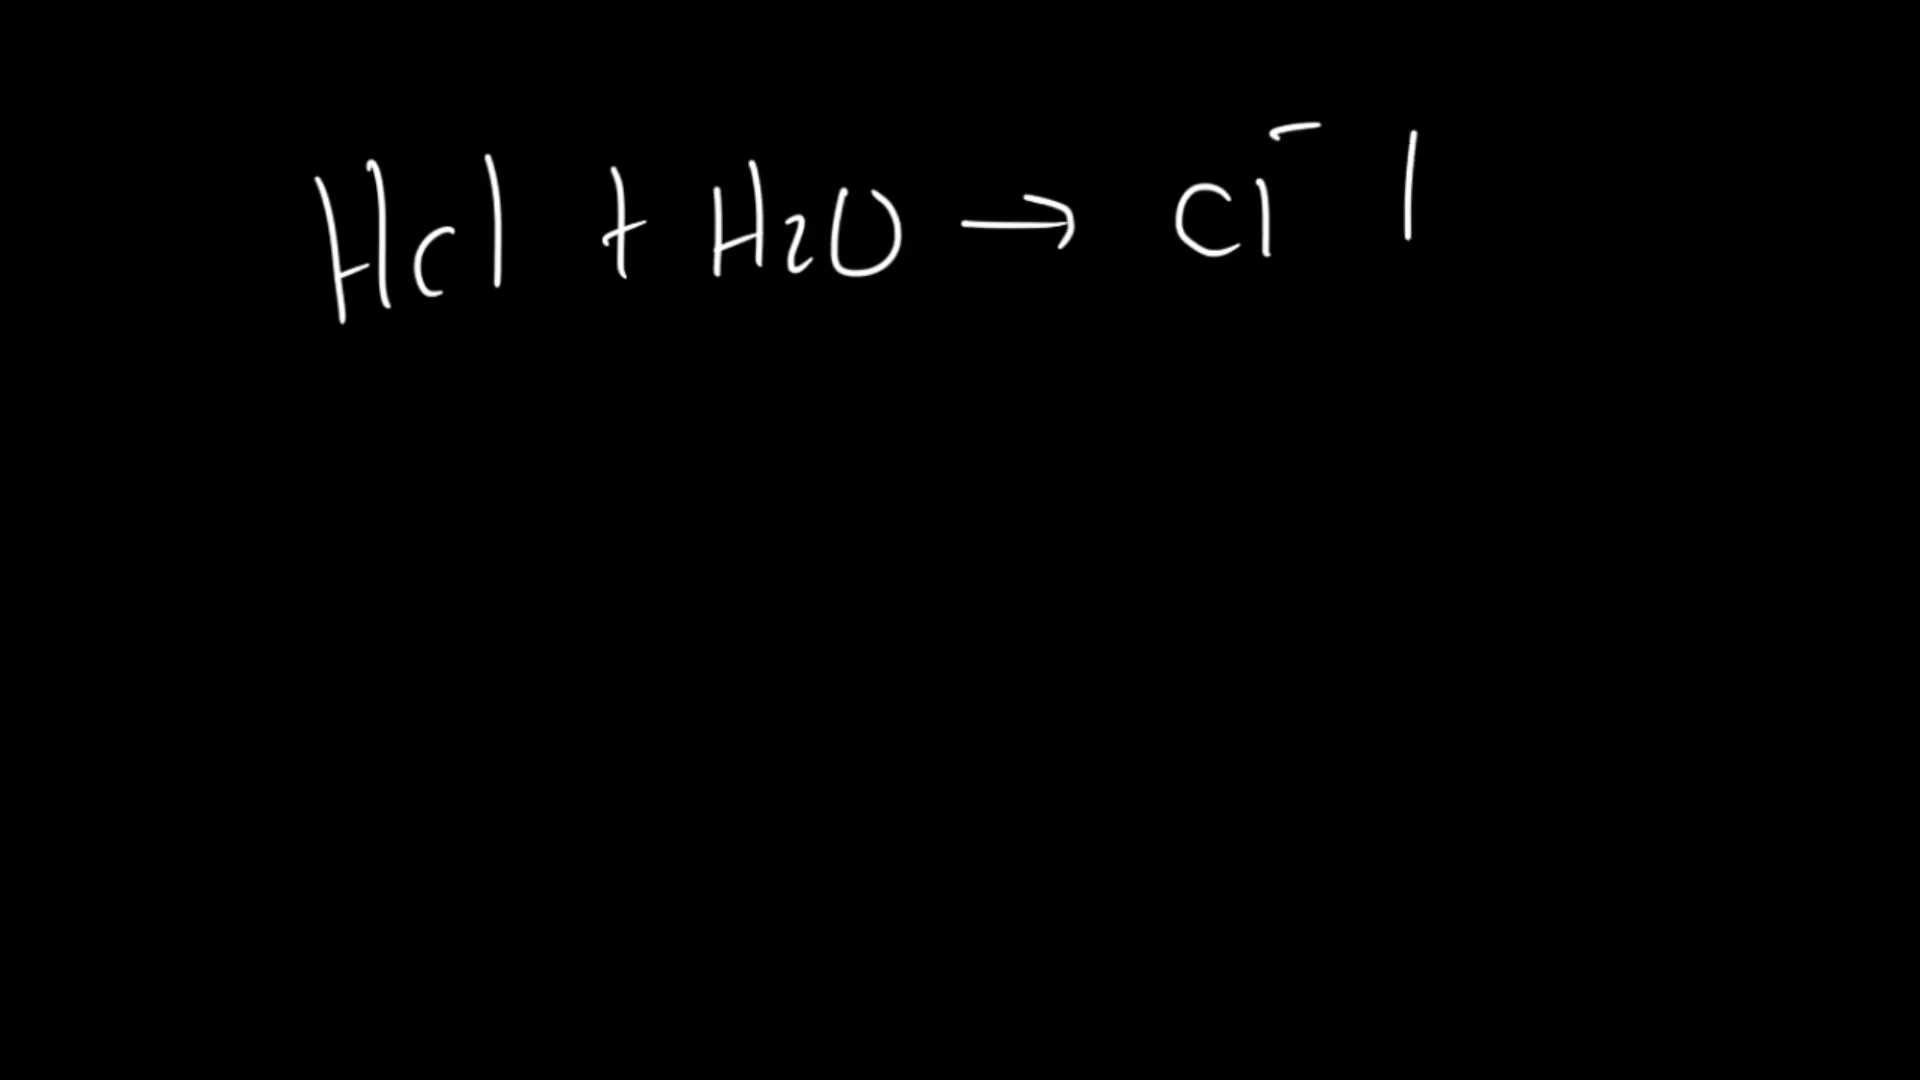 HCl + H₂O → Cl⁻ |